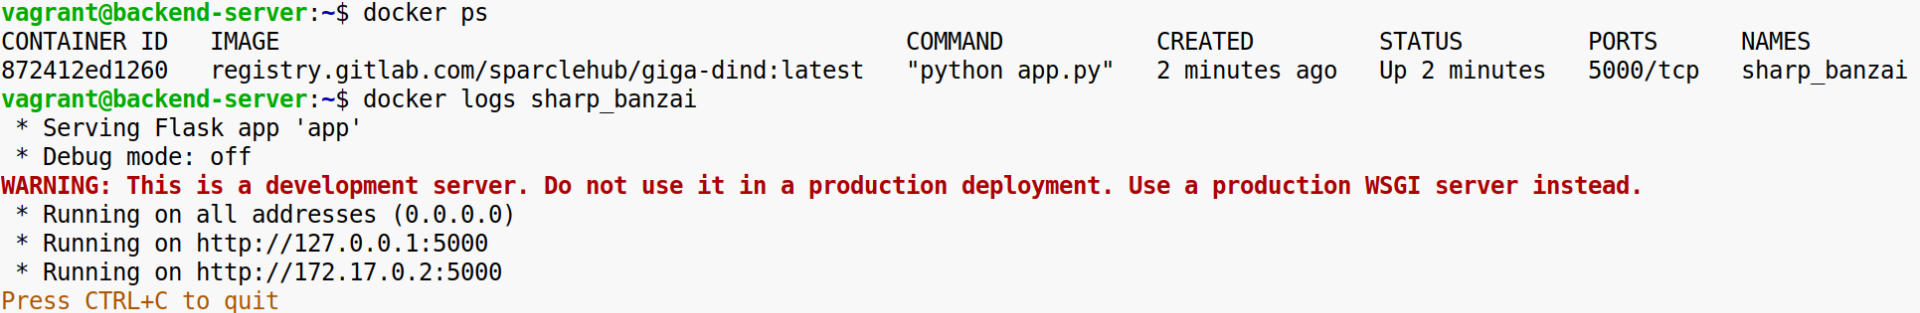 vagrant@backend-server:~$ docker ps
CONTAINER ID   IMAGE                                             COMMAND           CREATED         STATUS         PORTS      NAMES
872412ed1260   registry.gitlab.com/sparclehub/giga-dind:latest   "python app.py"   2 minutes ago   Up 2 minutes   5000/tcp   sharp_banzai
vagrant@backend-server:~$ docker logs sharp_banzai
 * Serving Flask app 'app'
 * Debug mode: off
WARNING: This is a development server. Do not use it in a production deployment. Use a production WSGI server instead.
 * Running on all addresses (0.0.0.0)
 * Running on http://127.0.0.1:5000
 * Running on http://172.17.0.2:5000
Press CTRL+C to quit